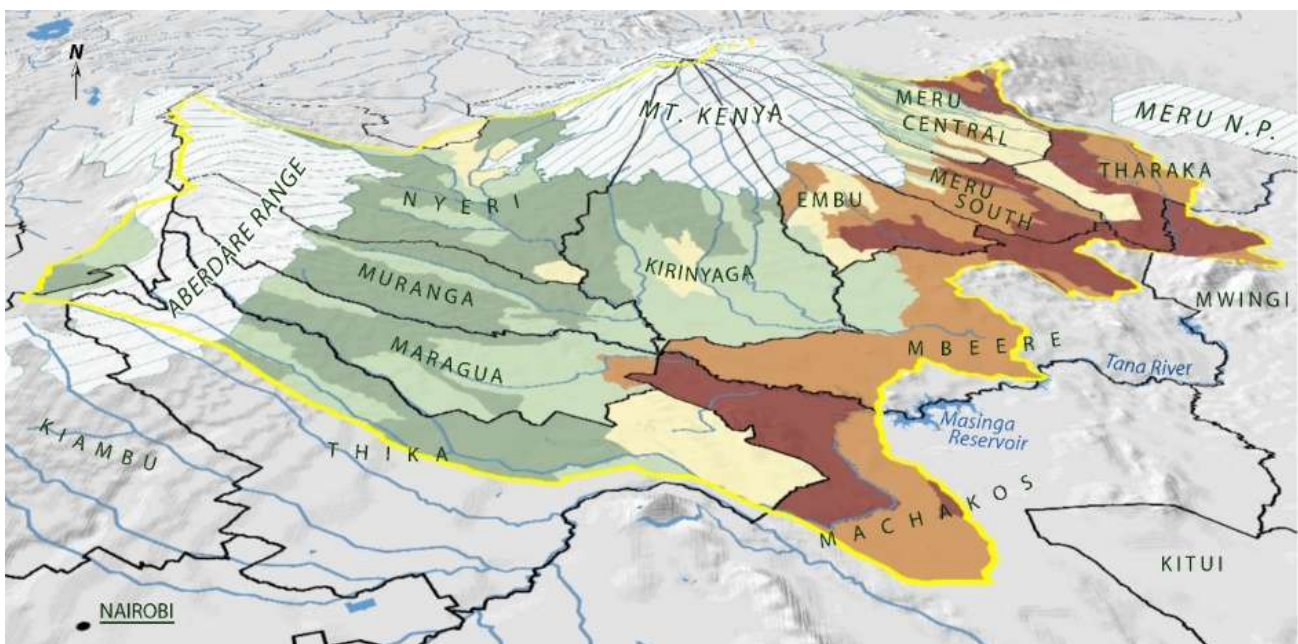 N
MT. KENYA
MERU
CENTRAL
MERU N.P.
THARAKA
ABERDARE RANGE
NYERI
EMBU
MERU
SOUTH
MURANGA
KIRINYAGA
MWINGI
MARAGUA
MBEERE
Tana River
Masinga
Reservoir
KIAMBU
THIKA
MACHAKOS
KITUI
NAIROBI